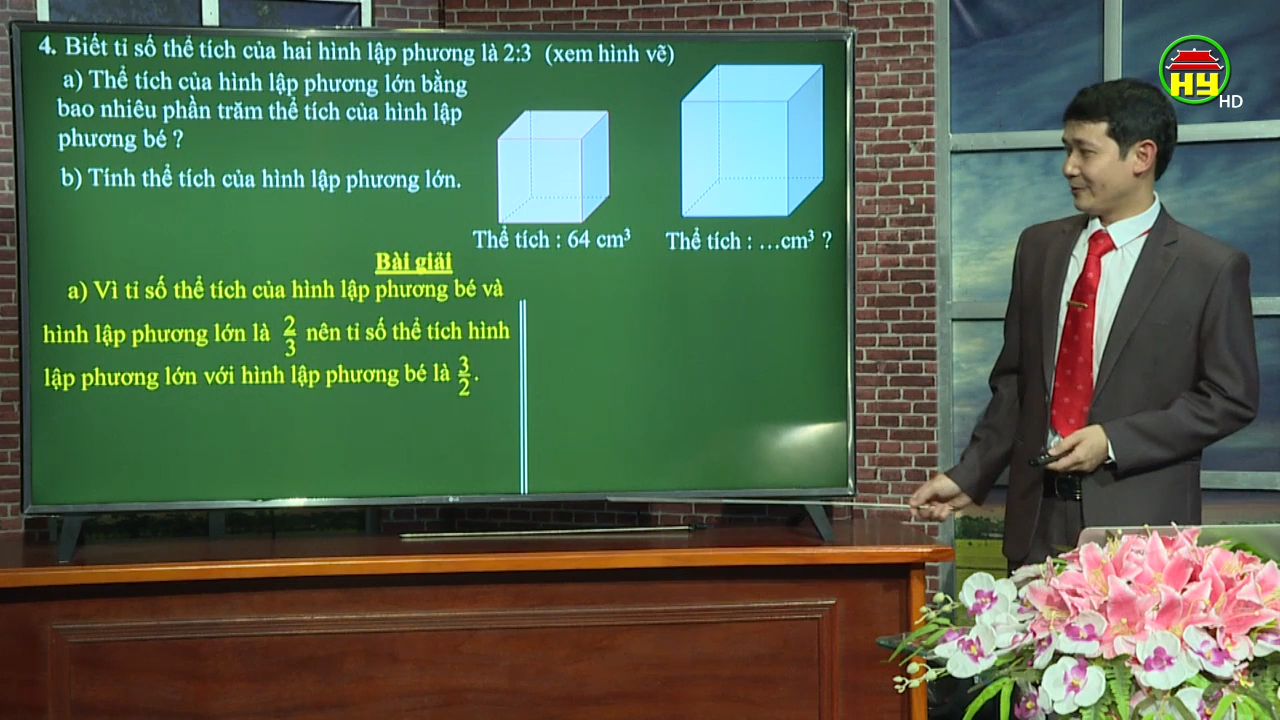 4. Biết tỉ số thể tích của hai hình lập phương là 2:3 (xem hình vẽ)
a) Thể tích của hình lập phương lớn bằng
bao nhiêu phần trăm thể tích của hình lập
phương bé ?
b) Tính thể tích của hình lập phương lớn.
Thể tích : 64 cm³
Thể tích : …cm³ ?
Bài giải
a) Vì tỉ số thể tích của hình lập phương bé và
hình lập phương lớn là 2/3 nên tỉ số thể tích hình
lập phương lớn với hình lập phương bé là 3/2.
HY
HD
LG